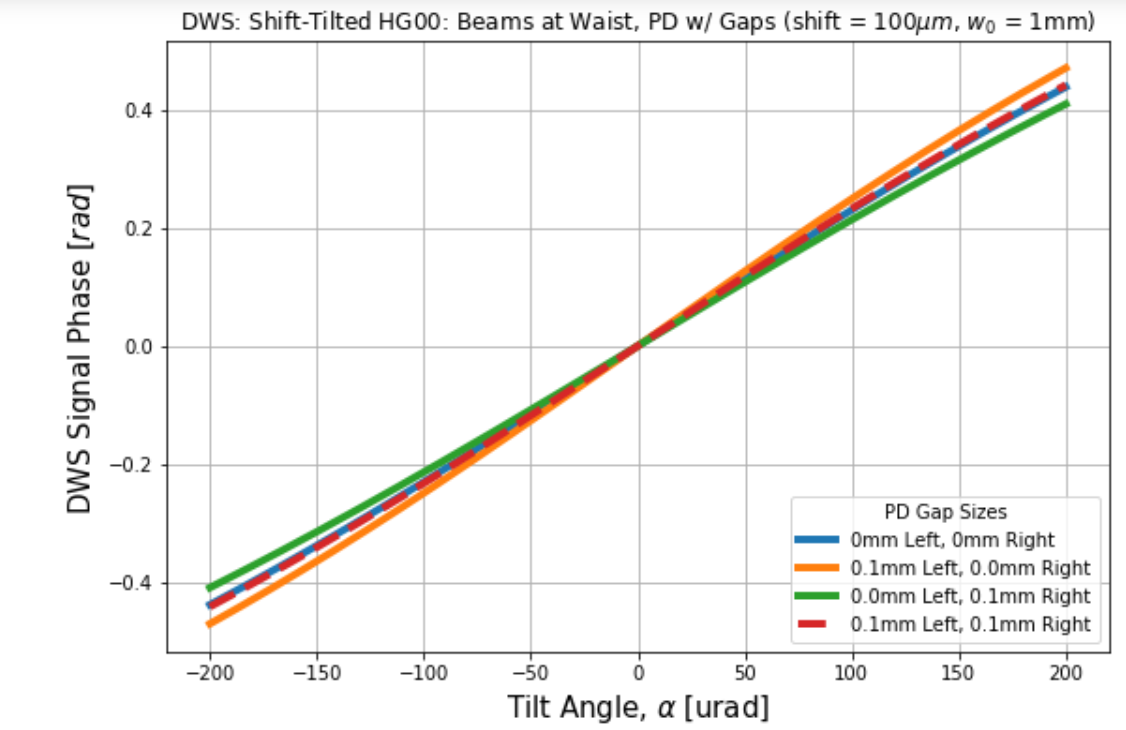 DWS: Shift-Tilted HG00: Beams at Waist, PD w/ Gaps (shift = 100μm, w₀ = 1mm)
DWS Signal Phase [rad]
0.4
0.2
0.0
−0.2
−0.4
PD Gap Sizes
0mm Left, 0mm Right
0.1mm Left, 0.0mm Right
0.0mm Left, 0.1mm Right
0.1mm Left, 0.1mm Right
−200 −150 −100 −50 0 50 100 150 200
Tilt Angle, α [urad]